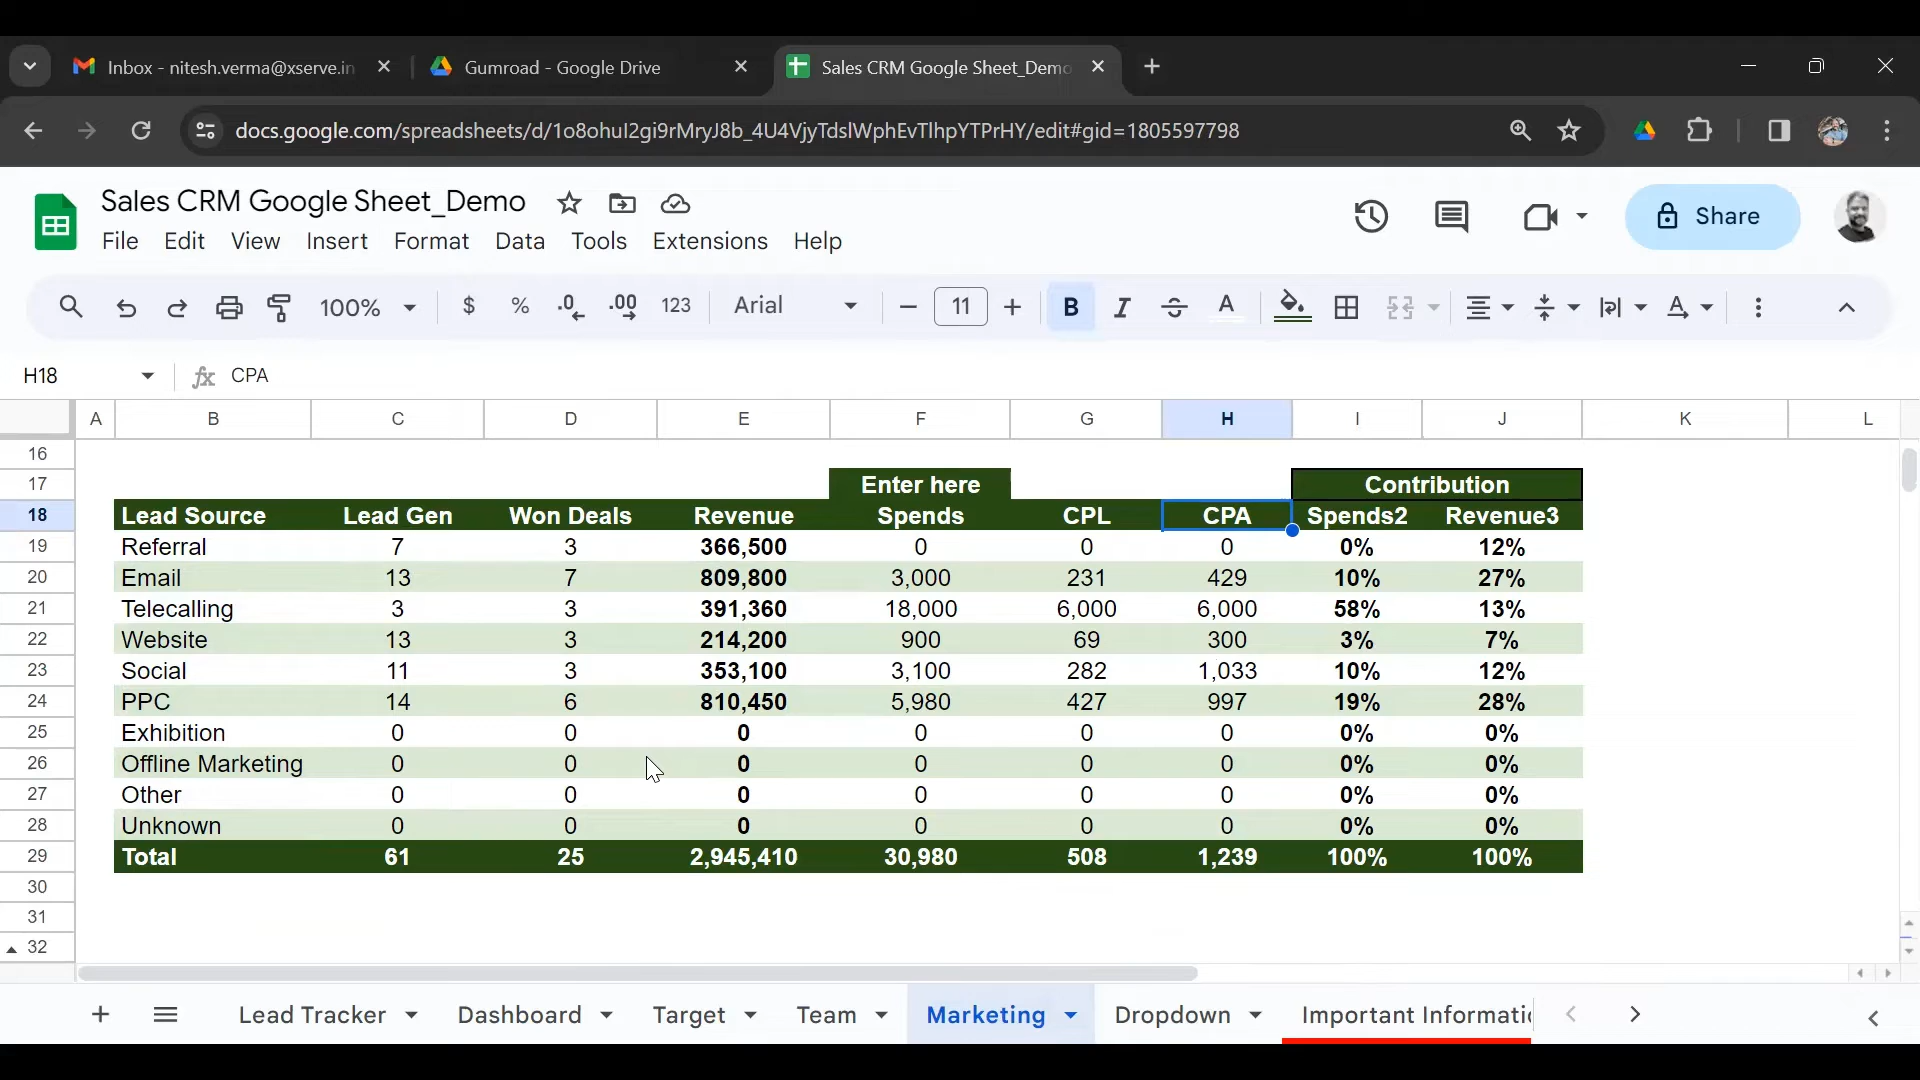 Inbox - nitesh.verma@xserve.in
Gumroad - Google Drive
Sales CRM Google Sheet_Demo
docs.google.com/spreadsheets/d/1o8ohuI2gi9rMryJ8b_4U4VjyTdslWphEvTlhpYTPrHY/edit#gid=1805597798
Sales CRM Google Sheet_Demo
File Edit View Insert Format Data Tools Extensions Help
Share
100% $ % .0 .00 123 Arial 11 B I A
H18 fx CPA
A B C D E F G H I J K L
16
17 Enter here Contribution
18 Lead Source Lead Gen Won Deals Revenue Spends CPL CPA Spends2 Revenue3
19 Referral 7 3 366,500 0 0 0 0% 12%
20 Email 13 7 809,800 3,000 231 429 10% 27%
21 Telecalling 3 3 391,360 18,000 6,000 6,000 58% 13%
22 Website 13 3 214,200 900 69 300 3% 7%
23 Social 11 3 353,100 3,100 282 1,033 10% 12%
24 PPC 14 6 810,450 5,980 427 997 19% 28%
25 Exhibition 0 0 0 0 0 0 0% 0%
26 Offline Marketing 0 0 0 0 0 0 0% 0%
27 Other 0 0 0 0 0 0 0% 0%
28 Unknown 0 0 0 0 0 0 0% 0%
29 Total 61 25 2,945,410 30,980 508 1,239 100% 100%
30
31
32
Lead Tracker Dashboard Target Team Marketing Dropdown Important Informati